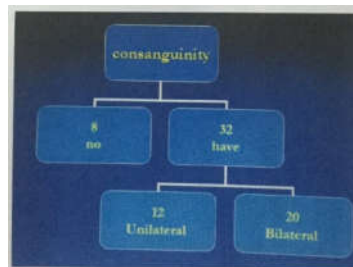 consanguinity
8
no
32
have
12
Unilateral
20
Bilateral